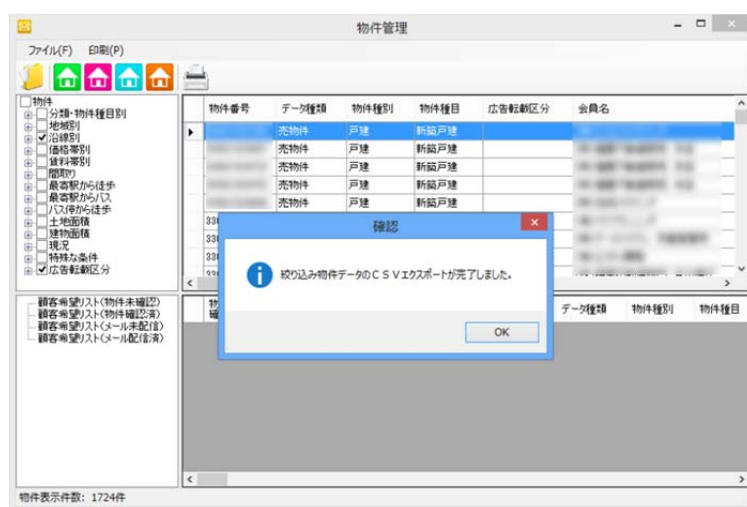 物件管理
ファイル(F) 印刷(P)
物件
分類・物件種目別
地域別
沿線別
価格帯別
賃料帯別
間取り
最寄駅から徒歩
最寄駅からバス
バス停から徒歩
土地面積
建物面積
現況
特殊な条件
広告転載区分
物件番号 データ種類 物件種別 物件種目 広告転載区分 会員名
売物件 戸建 新築戸建
売物件 戸建 新築戸建
売物件 戸建 新築戸建
売物件 戸建 新築戸建
売物件 戸建 新築戸建
確認
絞り込み物件データのCSVエクスポートが完了しました。
OK
顧客希望リスト(物件未確認)
顧客希望リスト(物件確認済)
顧客希望リスト(メール未配信)
顧客希望リスト(メール配信済)
データ種類 物件種別 物件種目
物件表示件数: 1724件